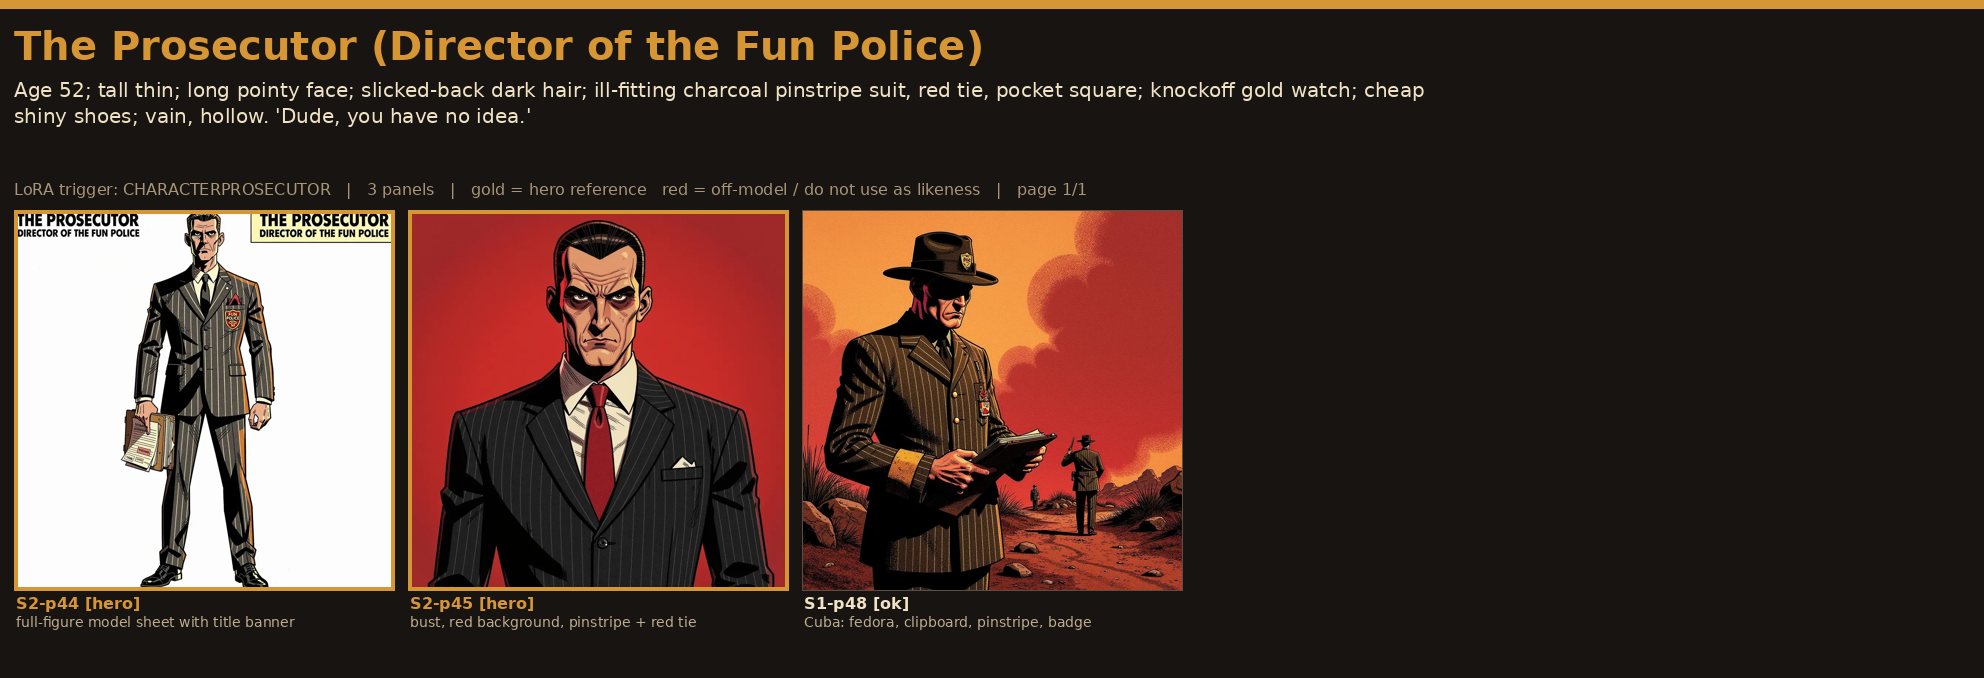 The Prosecutor (Director of the Fun Police)
Age 52; tall thin; long pointy face; slicked-back dark hair; ill-fitting charcoal pinstripe suit, red tie, pocket square; knockoff gold watch; cheap
shiny shoes; vain, hollow. 'Dude, you have no idea.'
LoRA trigger: CHARACTERPROSECUTOR | 3 panels | gold = hero reference red = off-model / do not use as likeness | page 1/1
THE PROSECUTOR
DIRECTOR OF THE FUN POLICE
THE PROSECUTOR
DIRECTOR OF THE FUN POLICE
FUN
POLICE
S2-p44 [hero]
full-figure model sheet with title banner
S2-p45 [hero]
bust, red background, pinstripe + red tie
S1-p48 [ok]
Cuba: fedora, clipboard, pinstripe, badge